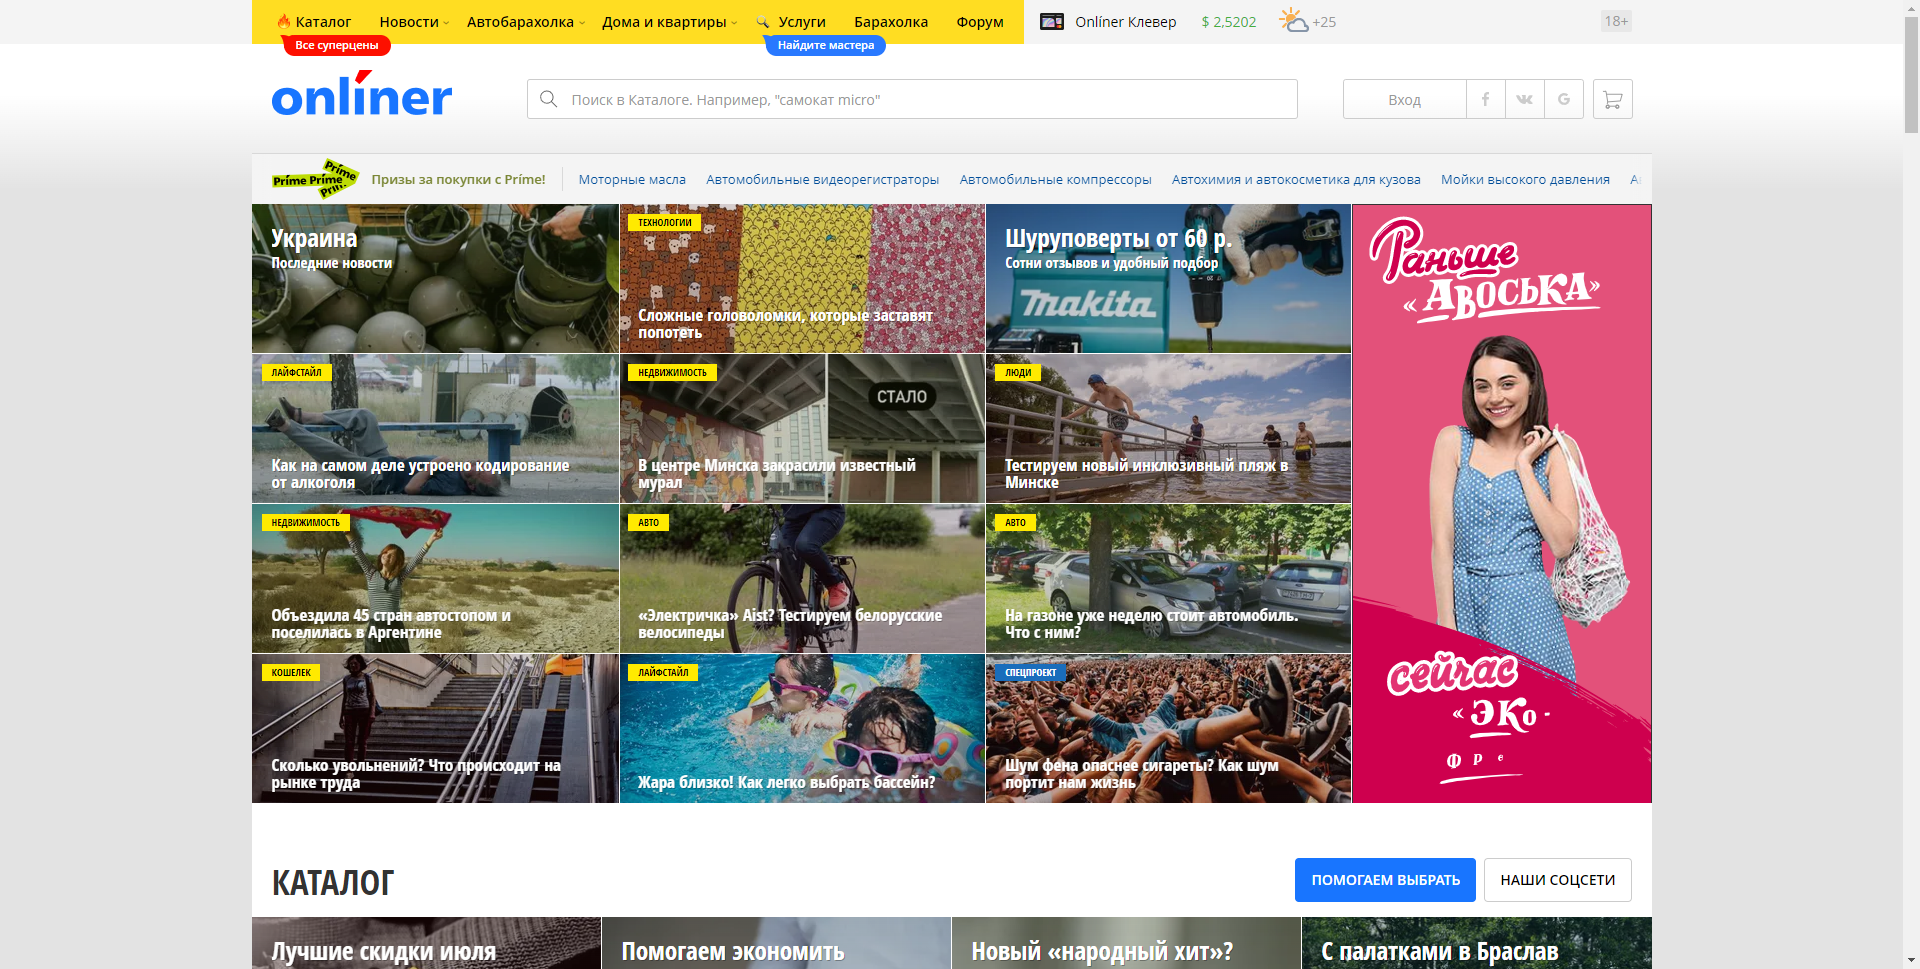 Каталог
Новости
Автобарахолка
Дома и квартиры
Услуги
Барахолка
Форум
Onlíner Клевер
$ 2,5202
+25
18+
Все суперцены
Найдите мастера
onlíner
Поиск в Каталоге. Например, "самокат micro"
Вход
Príme Príme Príme
Призы за покупки с Príme!
Моторные масла
Автомобильные видеорегистраторы
Автомобильные компрессоры
Автохимия и автокосметика для кузова
Мойки высокого давления
Украина
Последние новости
ТЕХНОЛОГИИ
Сложные головоломки, которые заставят
попотеть
Шуруповерты от 60 р.
Сотни отзывов и удобный подбор
makita
Раньше
«АВОСЬКА»
ЛАЙФСТАЙЛ
Как на самом деле устроено кодирование
от алкоголя
НЕДВИЖИМОСТЬ
СТАЛО
В центре Минска закрасили известный
мурал
ЛЮДИ
Тестируем новый инклюзивный пляж в
Минске
НЕДВИЖИМОСТЬ
Объездила 45 стран автостопом и
поселилась в Аргентине
АВТО
«Электричка» Aist? Тестируем белорусские
велосипеды
АВТО
На газоне уже неделю стоит автомобиль.
Что с ним?
КОШЕЛЕК
Сколько увольнений? Что происходит на
рынке труда
ЛАЙФСТАЙЛ
Жара близко! Как легко выбрать бассейн?
СПЕЦПРОЕКТ
Шум фена опаснее сигареты? Как шум
портит нам жизнь
сейчас
«ЭКо-
Фре
КАТАЛОГ
ПОМОГАЕМ ВЫБРАТЬ
НАШИ СОЦСЕТИ
Лучшие скидки июля
Помогаем экономить
Новый «народный хит»?
С палатками в Браслав